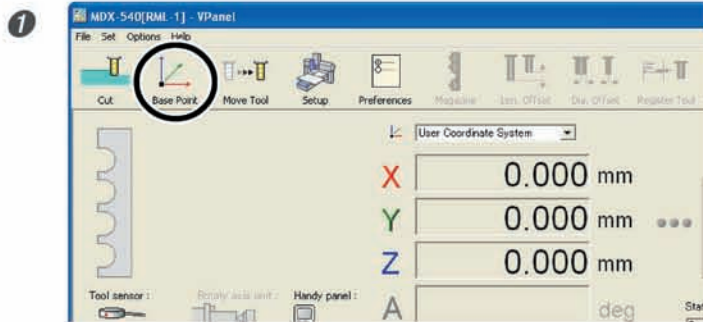 1
MDX-540[RML-1] - VPanel
File Set Options Help
Cut Base Point Move Tool Setup Preferences Magazine Len. Offset Dia. Offset Register Tool
User Coordinate System
X 0.000 mm
Y 0.000 mm
Z 0.000 mm
Tool sensor : Rotary axis unit : Handy panel :
A deg